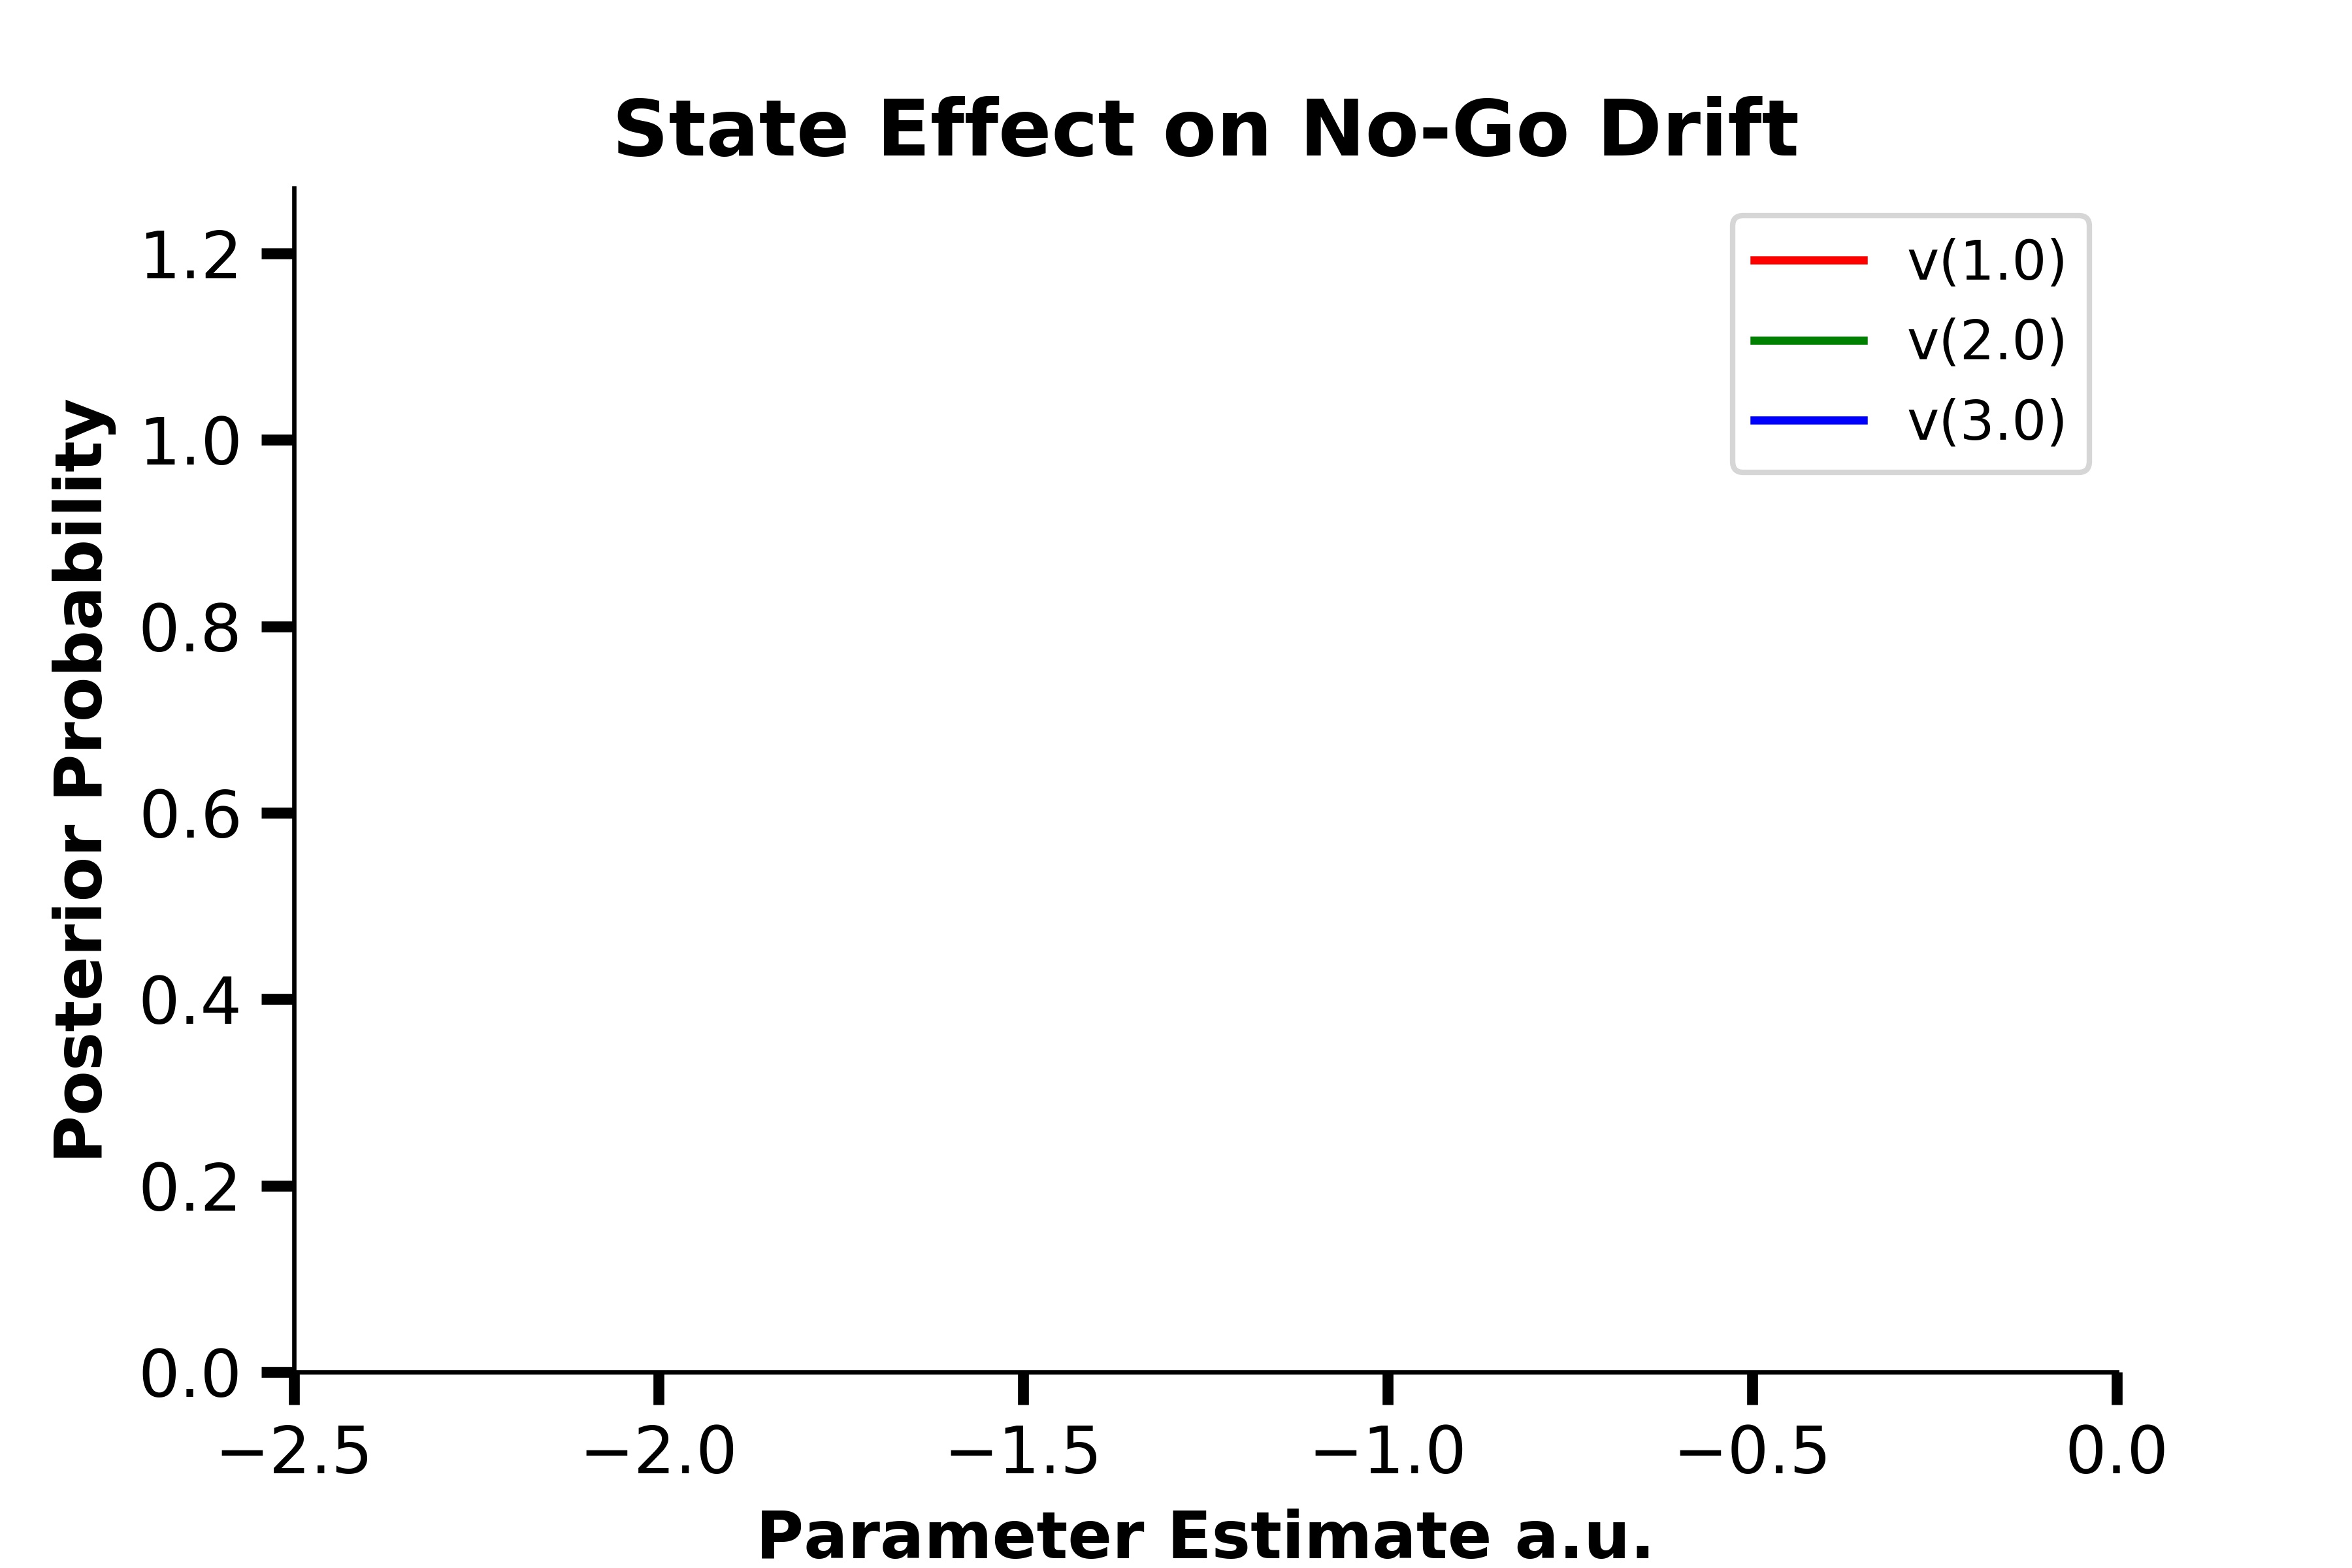 State Effect on No-Go Drift
v(1.0)
v(2.0)
v(3.0)
Posterior Probability
1.2
1.0
0.8
0.6
0.4
0.2
0.0
−2.5 −2.0 −1.5 −1.0 −0.5 0.0
Parameter Estimate a.u.